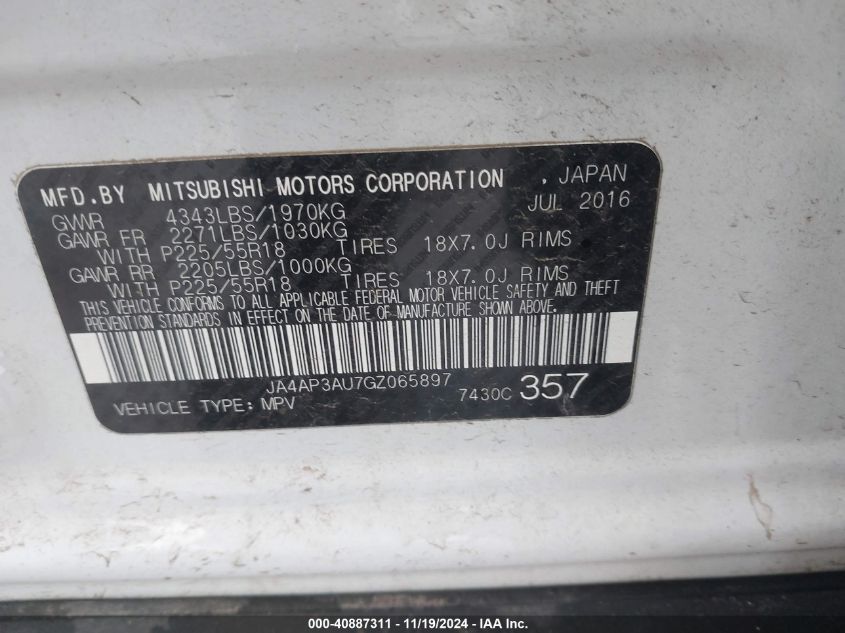 MFD.BY MITSUBISHI MOTORS CORPORATION , JAPAN
JUL 2016
GVWR 4343LBS/1970KG
GAWR FR 2271LBS/1030KG
WITH P225/55R18 TIRES 18X7.0J RIMS
GAWR RR 2205LBS/1000KG
WITH P225/55R18 TIRES 18X7.0J RIMS
THIS VEHICLE CONFORMS TO ALL APPLICABLE FEDERAL MOTOR VEHICLE SAFETY AND THEFT
PREVENTION STANDARDS IN EFFECT ON THE DATE OF MANUFACTURE SHOWN ABOVE.
JA4AP3AU7GZ065897
VEHICLE TYPE: MPV 7430C 357
000-40887311 - 11/19/2024 - IAA Inc.